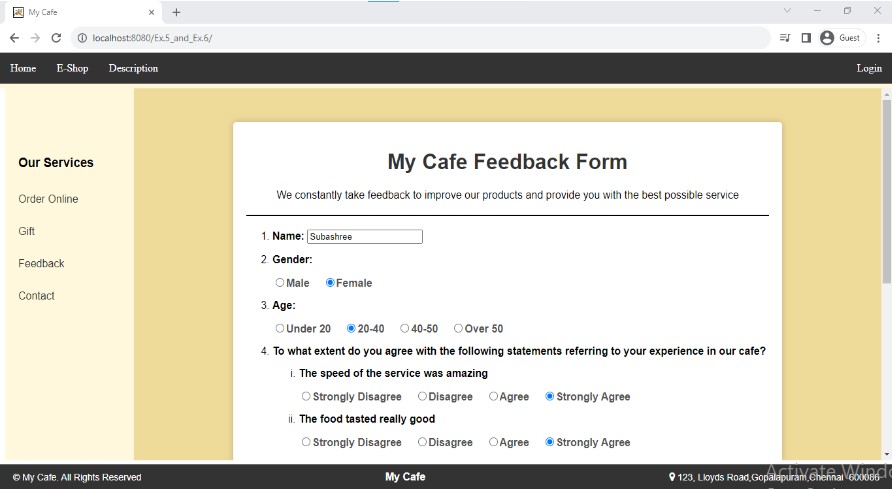 My Cafe
localhost:8080/Ex.5_and_Ex.6/
Guest
Home E-Shop Description Login
Our Services
Order Online
Gift
Feedback
Contact
My Cafe Feedback Form
We constantly take feedback to improve our products and provide you with the best possible service
1. Name: Subashree
2. Gender:
Male Female
3. Age:
Under 20 20-40 40-50 Over 50
4. To what extent do you agree with the following statements referring to your experience in our cafe?
i. The speed of the service was amazing
Strongly Disagree Disagree Agree Strongly Agree
ii. The food tasted really good
Strongly Disagree Disagree Agree Strongly Agree
© My Cafe. All Rights Reserved My Cafe 123, Lloyds Road,Gopalapuram,Chennai -600086
Activate Windo